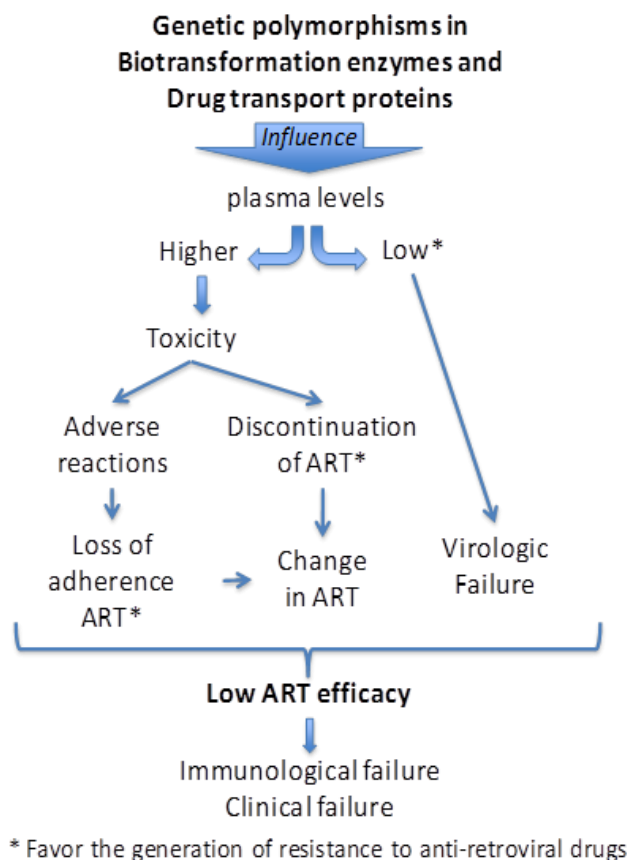 Genetic polymorphisms in
Biotransformation enzymes and
Drug transport proteins
Influence
plasma levels
Higher
Low*
Toxicity
Adverse
reactions
Discontinuation
of ART*
Loss of
adherence
ART*
Change
in ART
Virologic
Failure
Low ART efficacy
Immunological failure
Clinical failure
* Favor the generation of resistance to anti-retroviral drugs